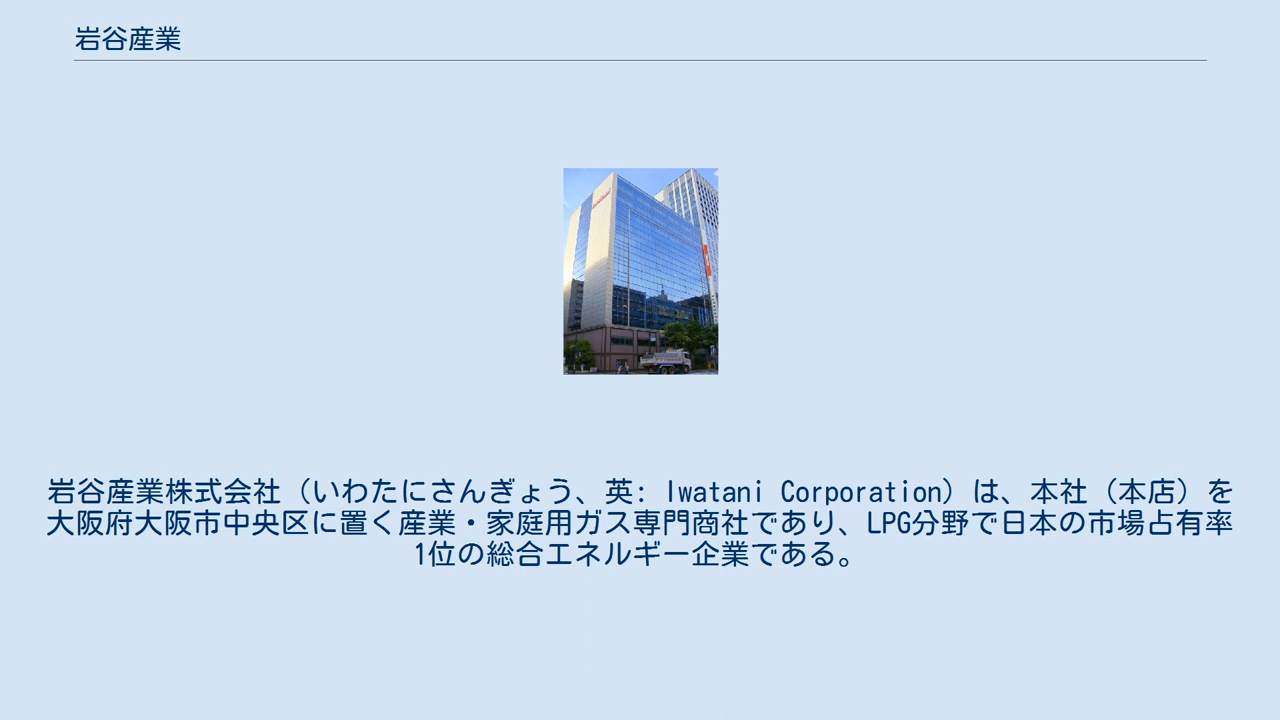 岩谷産業
岩谷産業株式会社（いわたにさんぎょう、英: Iwatani Corporation）は、本社（本店）を
大阪府大阪市中央区に置く産業・家庭用ガス専門商社であり、LPG分野で日本の市場占有率
1位の総合エネルギー企業である。